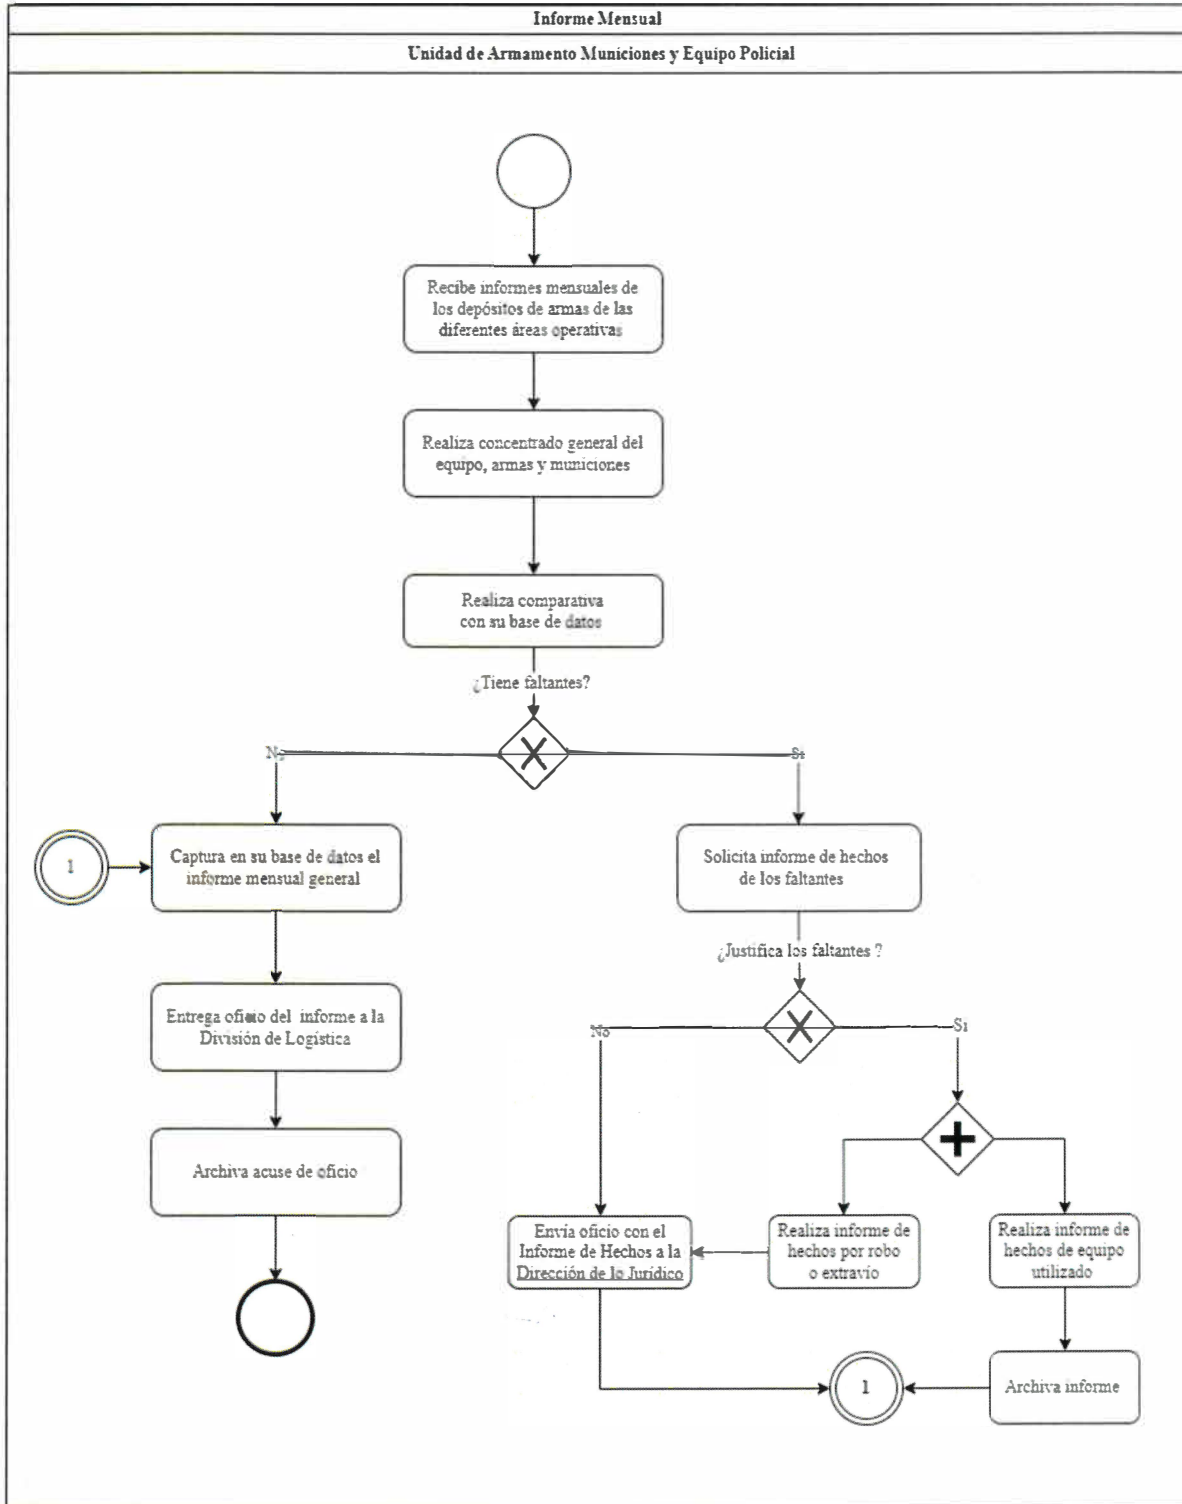 Informe Mensual
Unidad de Armamento Municiones y Equipo Policial
Recibe informes mensuales de
los depósitos de armas de las
diferentes áreas operativas
Realiza concentrado general del
equipo, armas y municiones
Realiza comparativa
con su base de datos
¿Tiene faltantes?
No
Si
1
Captura en su base de datos el
informe mensual general
Solicita informe de hechos
de los faltantes
¿Justifica los faltantes ?
Entrega oficio del informe a la
División de Logística
No
Si
Archiva acuse de oficio
Envía oficio con el
Informe de Hechos a la
Dirección de lo Jurídico
Realiza informe de
hechos por robo
o extravío
Realiza informe de
hechos de equipo
utilizado
1
Archiva informe